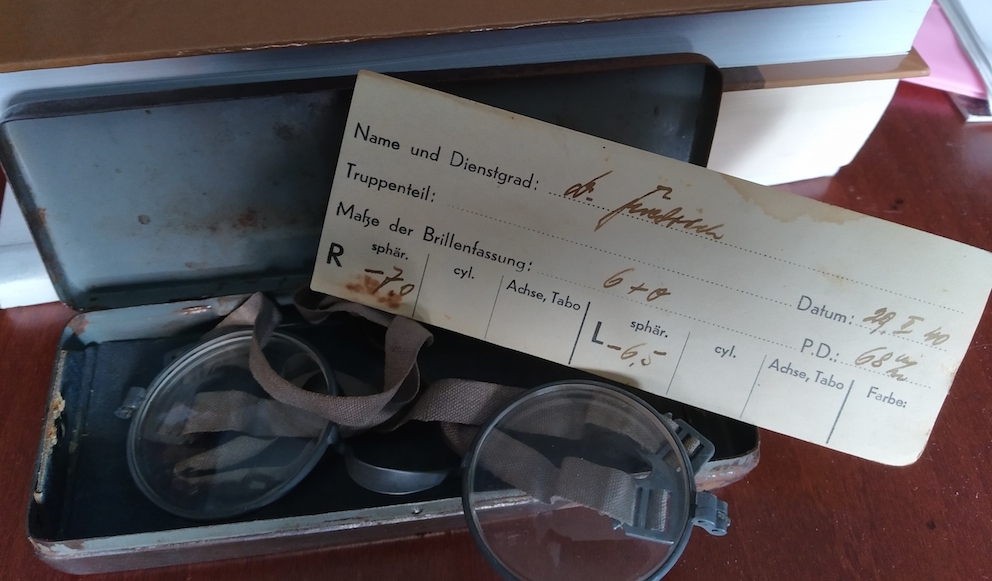 Name und Dienstgrad: dr.
Truppenteil:
Datum: 29. I 40
Maße der Brillenfassung: 6 + 0 P.D.: 68
R sphär. cyl. Achse, Tabo L sphär. cyl. Achse, Tabo Farbe:
-7,0 -6,5